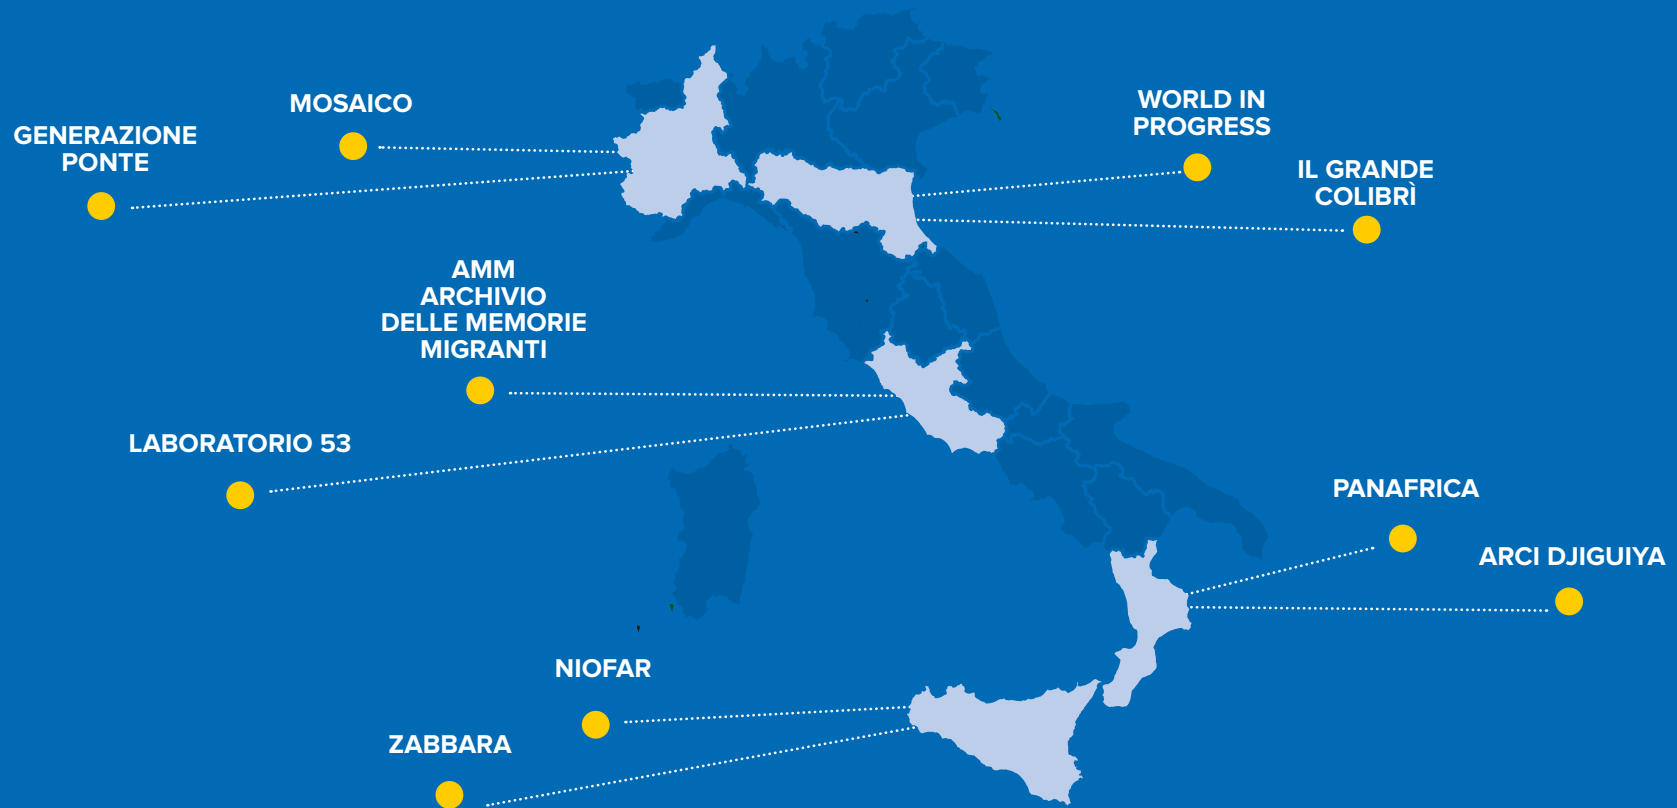 MOSAICO
GENERAZIONE
PONTE
WORLD IN
PROGRESS
IL GRANDE
COLIBRÌ
AMM
ARCHIVIO
DELLE MEMORIE
MIGRANTI
LABORATORIO 53
PANAFRICA
ARCI DJIGUIYA
NIOFAR
ZABBARA